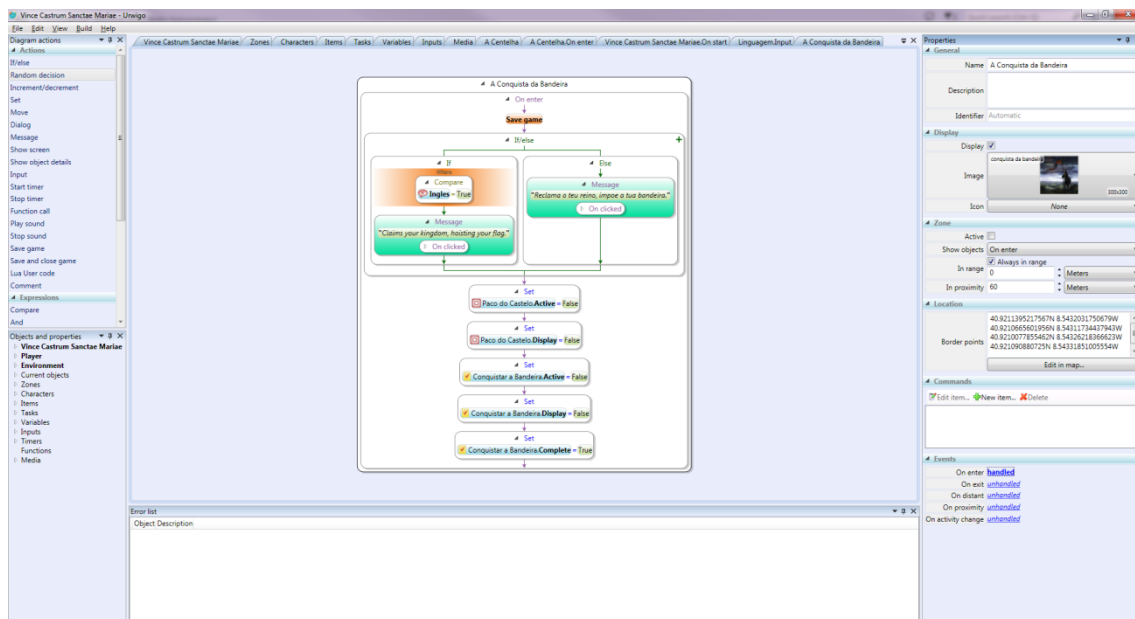 Vince Castrum Sanctae Mariae - Urwigo
File Edit View Build Help
Diagram actions
Actions
If/else
Random decision
Increment/decrement
Set
Move
Dialog
Message
Show screen
Show object details
Input
Start timer
Stop timer
Function call
Play sound
Stop sound
Save game
Save and close game
Lua User code
Comment
Expressions
Compare
And
Objects and properties
Vince Castrum Sanctae Mariae
Player
Environment
Current objects
Zones
Characters
Items
Tasks
Variables
Inputs
Timers
Functions
Media
Vince Castrum Sanctae Mariae Zones Characters Items Tasks Variables Inputs Media A Centelha A Centelha.On enter Vince Castrum Sanctae Mariae.On start Linguagem.Input A Conquista da Bandeira
A Conquista da Bandeira
On enter
Save game
If/else
If
Compare
Ingles = True
Message
"Claims your kingdom, hoisting your flag."
On clicked
Else
Message
"Reclama o teu reino, impoe a tua bandeira."
On clicked
Set
Paco do Castelo.Active = False
Set
Paco do Castelo.Display = False
Set
Conquistar a Bandeira.Active = False
Set
Conquistar a Bandeira.Display = False
Set
Conquistar a Bandeira.Complete = True
Error list
Object Description
Properties
General
Name A Conquista da Bandeira
Description
Identifier Automatic
Display
Display
Image conquista da bandeira 300x300
Icon None
Zone
Active
Show objects On enter
Always in range
In range 0 Meters
In proximity 60 Meters
Location
Border points
40.9211395217567N 8.5432031750679W
40.9210665601956N 8.54311734437943W
40.9210077855462N 8.54326218366623W
40.921090880725N 8.54331851005554W
Edit in map...
Commands
Edit item... New item... Delete
Events
On enter handled
On exit unhandled
On distant unhandled
On proximity unhandled
On activity change unhandled